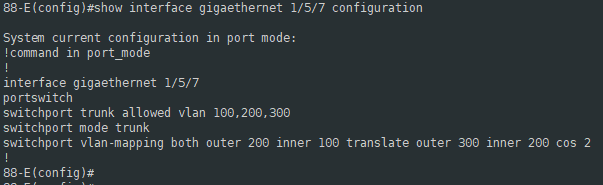 88-E(config)#show interface gigaethernet 1/5/7 configuration
System current configuration in port mode:
!command in port_mode
!
interface gigaethernet 1/5/7
portswitch
switchport trunk allowed vlan 100,200,300
switchport mode trunk
switchport vlan-mapping both outer 200 inner 100 translate outer 300 inner 200 cos 2
!
88-E(config)#